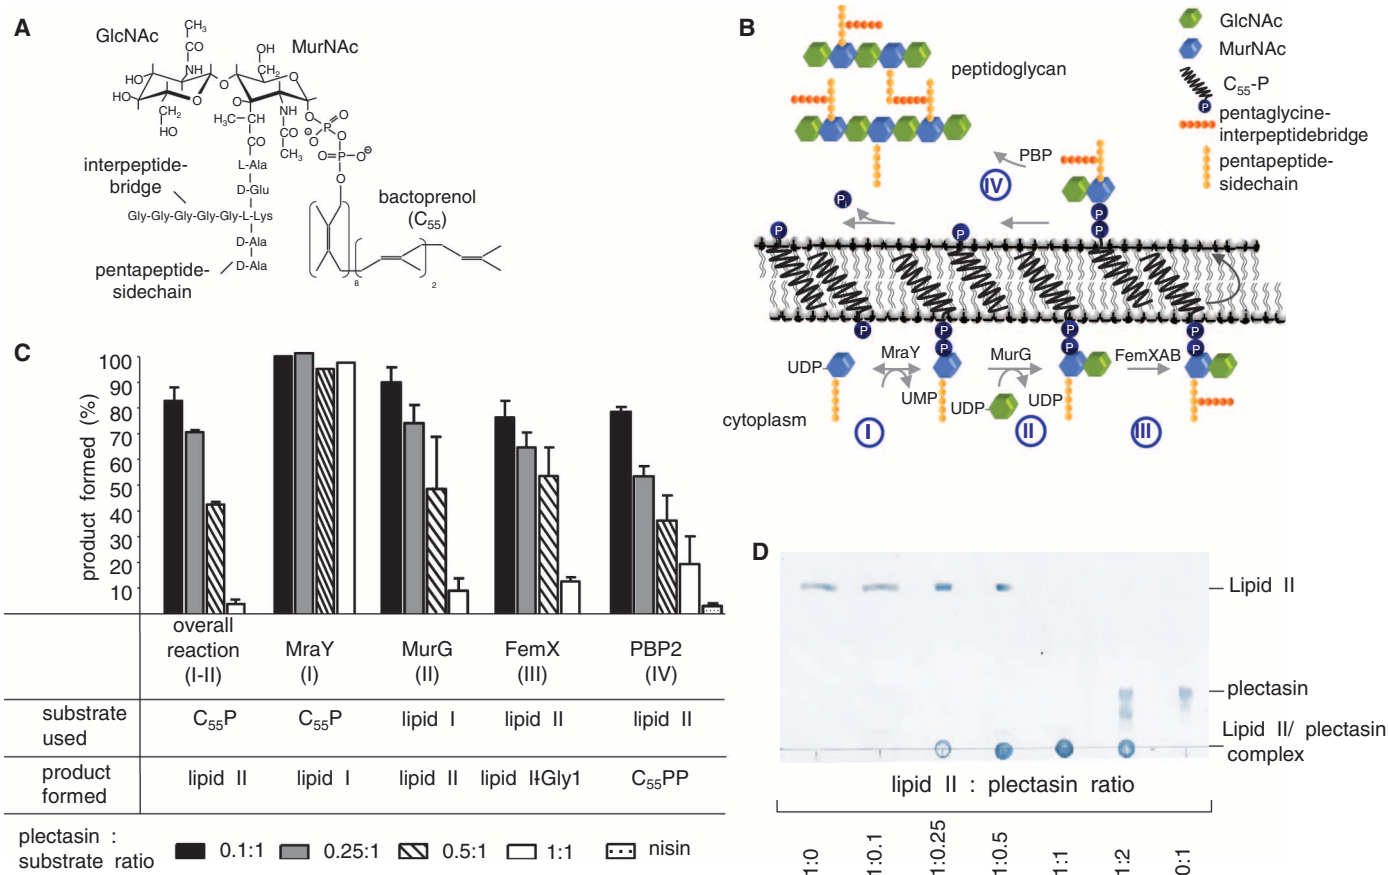 A
GlcNAc
CH3
CO
NH
MurNAc
OH
CH2
O
HO
HO
O
CH2
HO
O
O
O
H3C
CH
CO
NH
CO
CH3
O
P
O
O
P
O
O
L-Ala
D-Glu
interpeptide-
bridge
Gly-Gly-Gly-Gly-Gly-L-Lys
D-Ala
D-Ala
pentapeptide-
sidechain
bactoprenol
(C55)
8
2
B
peptidoglycan
PBP
IV
Pi
P
P
P
P
GlcNAc
MurNAc
C55-P
P
pentaglycine-
interpeptidebridge
pentapeptide-
sidechain
P
P
P
P
P
P
P
UDP
MraY
UMP
MurG
UDP
UDP
FemXAB
cytoplasm
I
II
III
C
product formed (%)
100
90
80
70
60
50
40
30
20
10
overall
reaction
(I-II)
MraY
(I)
MurG
(II)
FemX
(III)
PBP2
(IV)
substrate
used
C55P
C55P
lipid I
lipid II
lipid II
product
formed
lipid II
lipid I
lipid II
lipid II-Gly1
C55PP
plectasin :
substrate ratio
0.1:1
0.25:1
0.5:1
1:1
nisin
D
Lipid II
plectasin
Lipid II/ plectasin
complex
lipid II : plectasin ratio
1:0
1:0.1
1:0.25
1:0.5
1:1
1:2
0:1